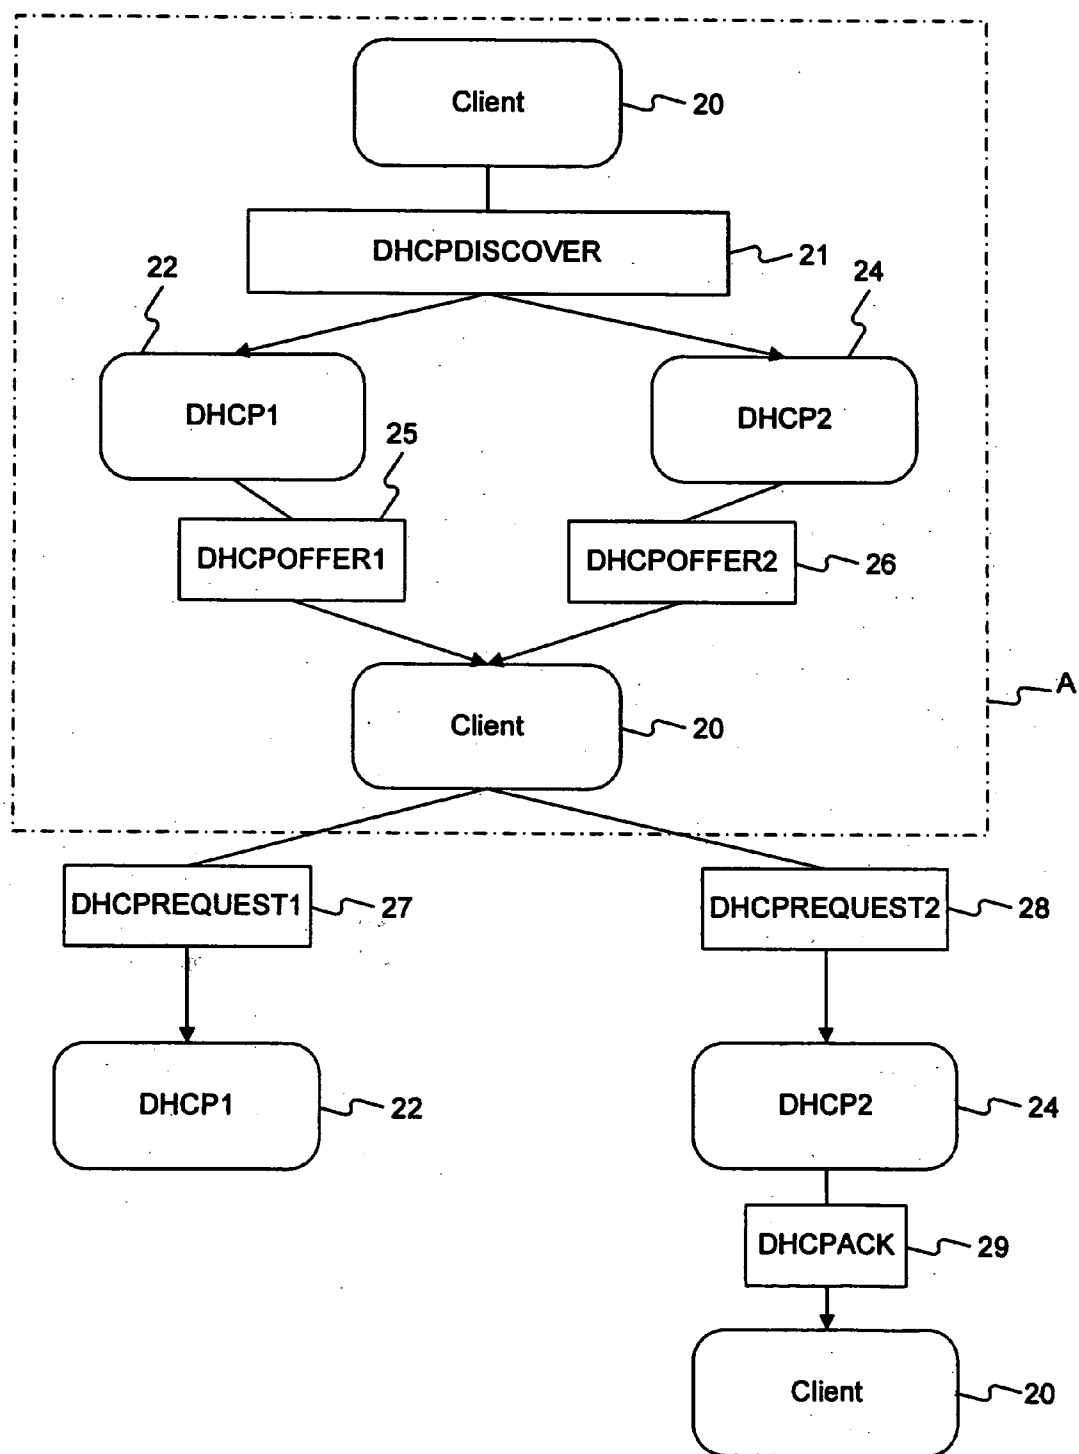 Client
20
DHCPDISCOVER
21
22
24
DHCP1
DHCP2
25
DHCPOFFER1
DHCPOFFER2
26
A
Client
20
DHCPREQUEST1
27
DHCPREQUEST2
28
DHCP1
22
DHCP2
24
DHCPACK
29
Client
20